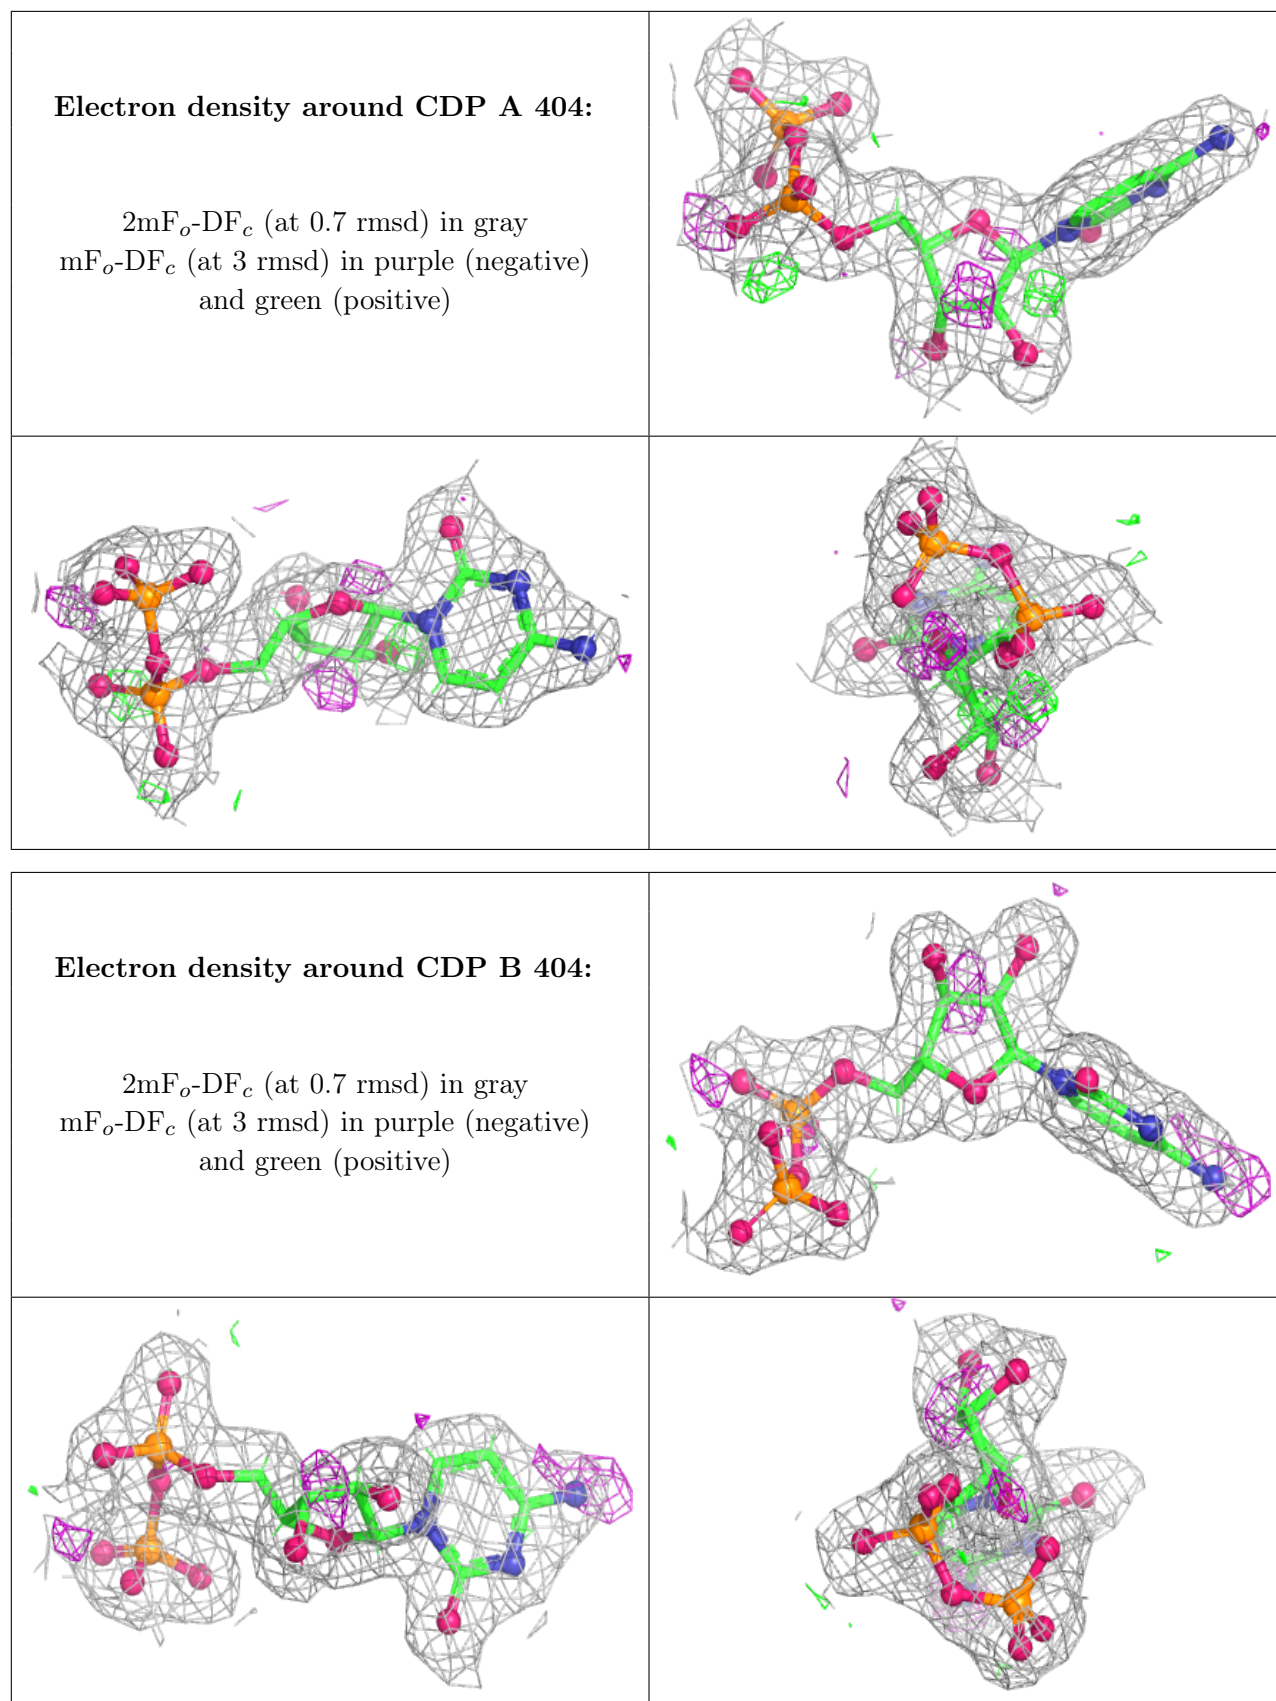 Electron density around CDP A 404:
2mFo-DFc (at 0.7 rmsd) in gray
mFo-DFc (at 3 rmsd) in purple (negative)
and green (positive)
Electron density around CDP B 404:
2mFo-DFc (at 0.7 rmsd) in gray
mFo-DFc (at 3 rmsd) in purple (negative)
and green (positive)